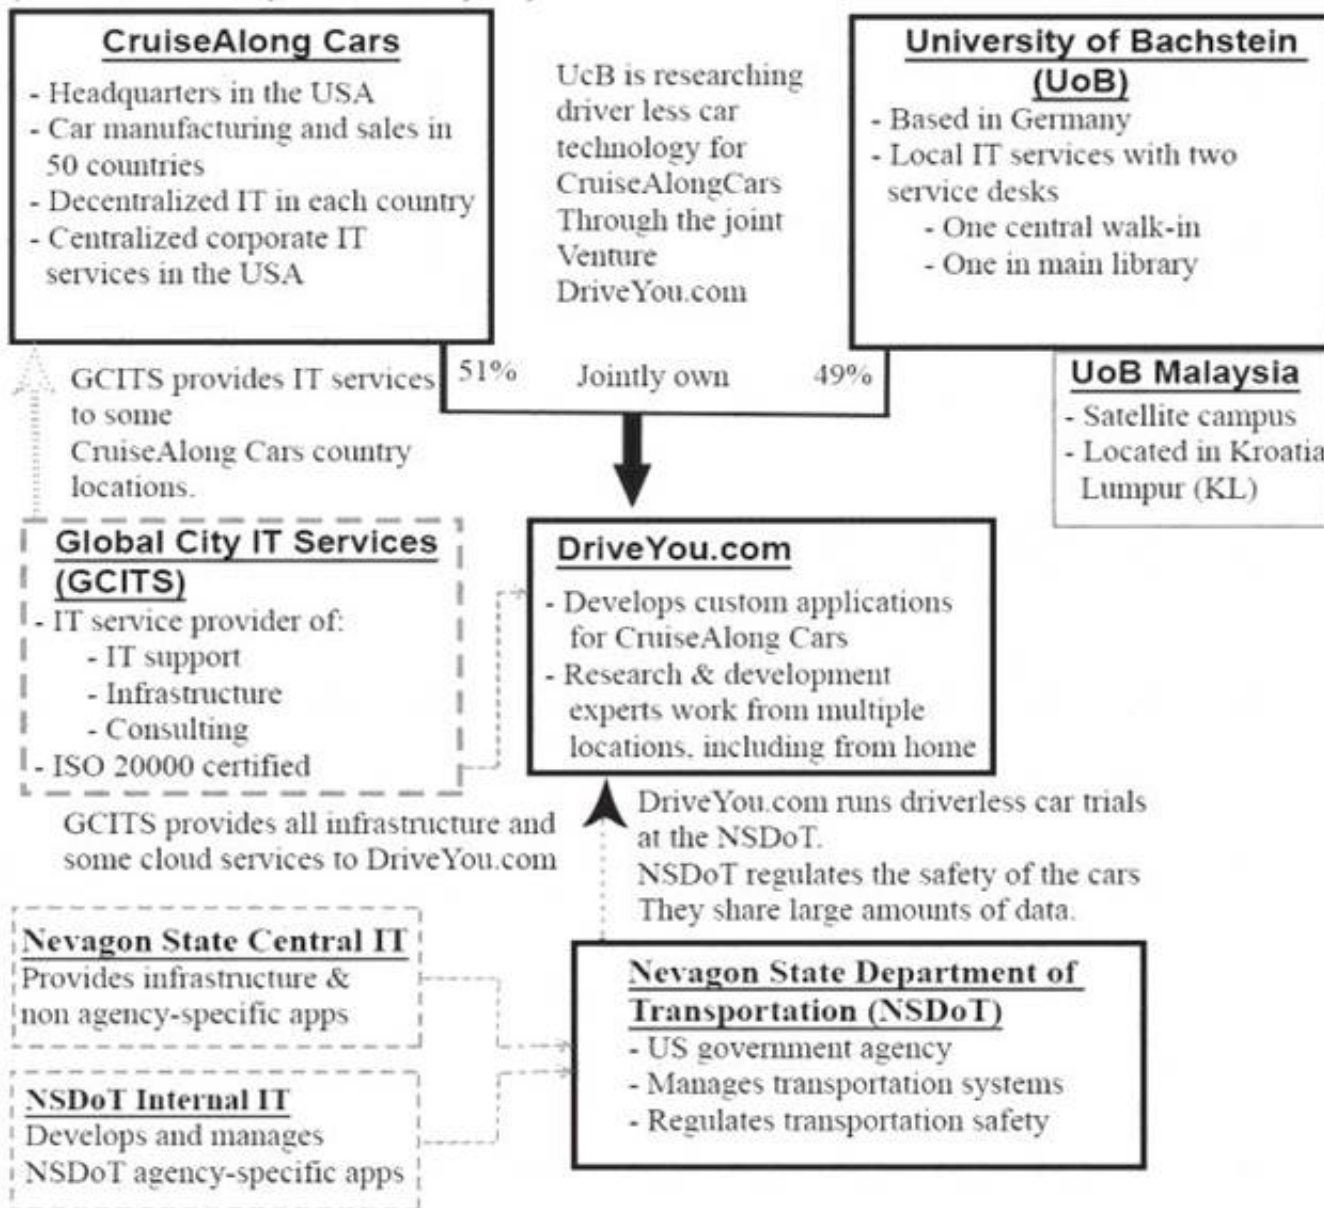 CruiseAlong Cars
- Headquarters in the USA
- Car manufacturing and sales in
50 countries
- Decentralized IT in each country
- Centralized corporate IT
services in the USA
UcB is researching
driver less car
technology for
CruiseAlongCars
Through the joint
Venture
DriveYou.com
University of Bachstein
(UoB)
- Based in Germany
- Local IT services with two
service desks
- One central walk-in
- One in main library
51%
Jointly own
49%
UoB Malaysia
- Satellite campus
- Located in Kroatia
Lumpur (KL)
GCITS provides IT services
to some
CruiseAlong Cars country
locations.
Global City IT Services
(GCITS)
- IT service provider of:
- IT support
- Infrastructure
- Consulting
- ISO 20000 certified
DriveYou.com
- Develops custom applications
for CruiseAlong Cars
- Research & development
experts work from multiple
locations, including from home
GCITS provides all infrastructure and
some cloud services to DriveYou.com
DriveYou.com runs driverless car trials
at the NSDoT.
NSDoT regulates the safety of the cars
They share large amounts of data.
Nevagon State Central IT
Provides infrastructure &
non agency-specific apps
NSDoT Internal IT
Develops and manages
NSDoT agency-specific apps
Nevagon State Department of
Transportation (NSDoT)
- US government agency
- Manages transportation systems
- Regulates transportation safety